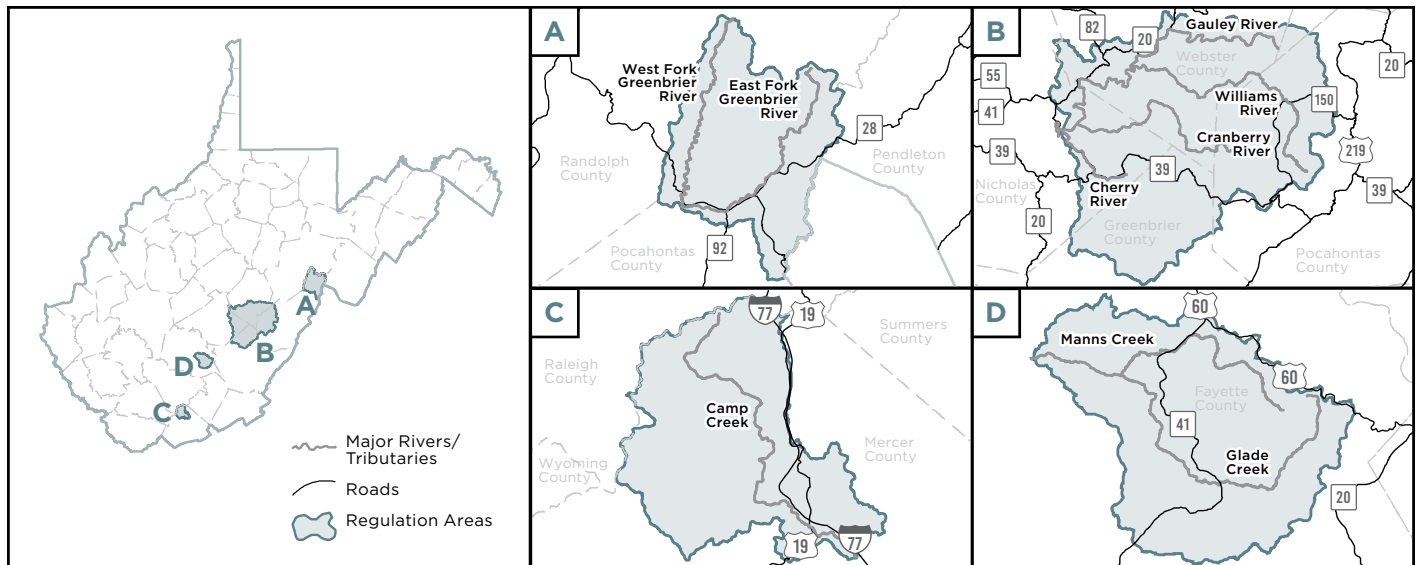 A
B
D
C
Major Rivers/
Tributaries
Roads
Regulation Areas
A
West Fork
Greenbrier
River
East Fork
Greenbrier
River
28
Randolph
County
Pendleton
County
92
Pocahontas
County
B
82
20
Gauley River
Webster
County
20
55
41
Williams
River
150
Cranberry
River
219
39
39
Nicholas
County
Cherry
River
39
20
Greenbrier
County
Pocahontas
County
C
77
19
Summers
County
Raleigh
County
Camp
Creek
Mercer
County
Wyoming
County
19
77
D
60
Manns Creek
60
Fayette
County
41
Glade
Creek
20